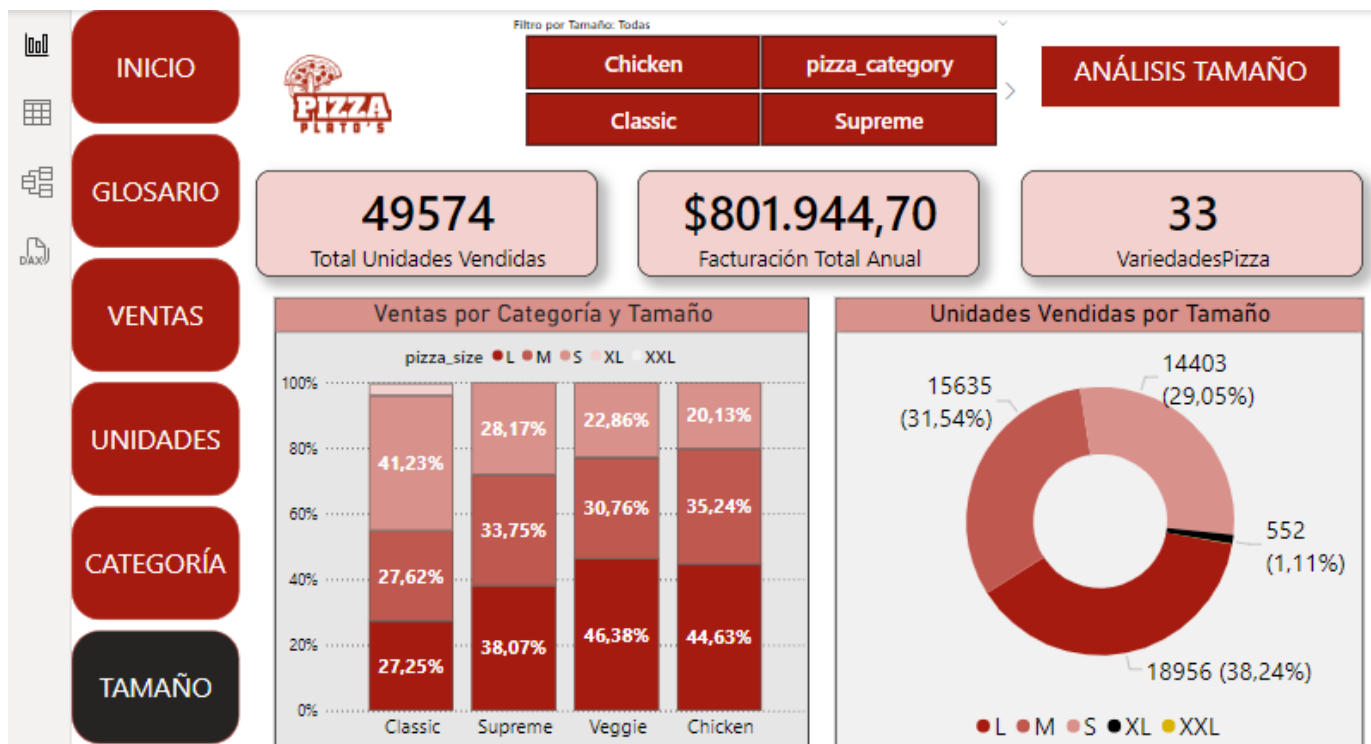 Filtro por Tamaño: Todas
INICIO
PIZZA
PLATO'S
Chicken
pizza_category
ANÁLISIS TAMAÑO
Classic
Supreme
GLOSARIO
DAX
49574
Total Unidades Vendidas
$801.944,70
Facturación Total Anual
33
VariedadesPizza
VENTAS
Ventas por Categoría y Tamaño
pizza_size L M S XL XXL
100%
80%
60%
40%
20%
0%
41,23%
27,62%
27,25%
28,17%
33,75%
38,07%
22,86%
30,76%
46,38%
20,13%
35,24%
44,63%
Classic Supreme Veggie Chicken
Unidades Vendidas por Tamaño
15635
(31,54%)
14403
(29,05%)
552
(1,11%)
18956 (38,24%)
L M S XL XXL
UNIDADES
CATEGORÍA
TAMAÑO